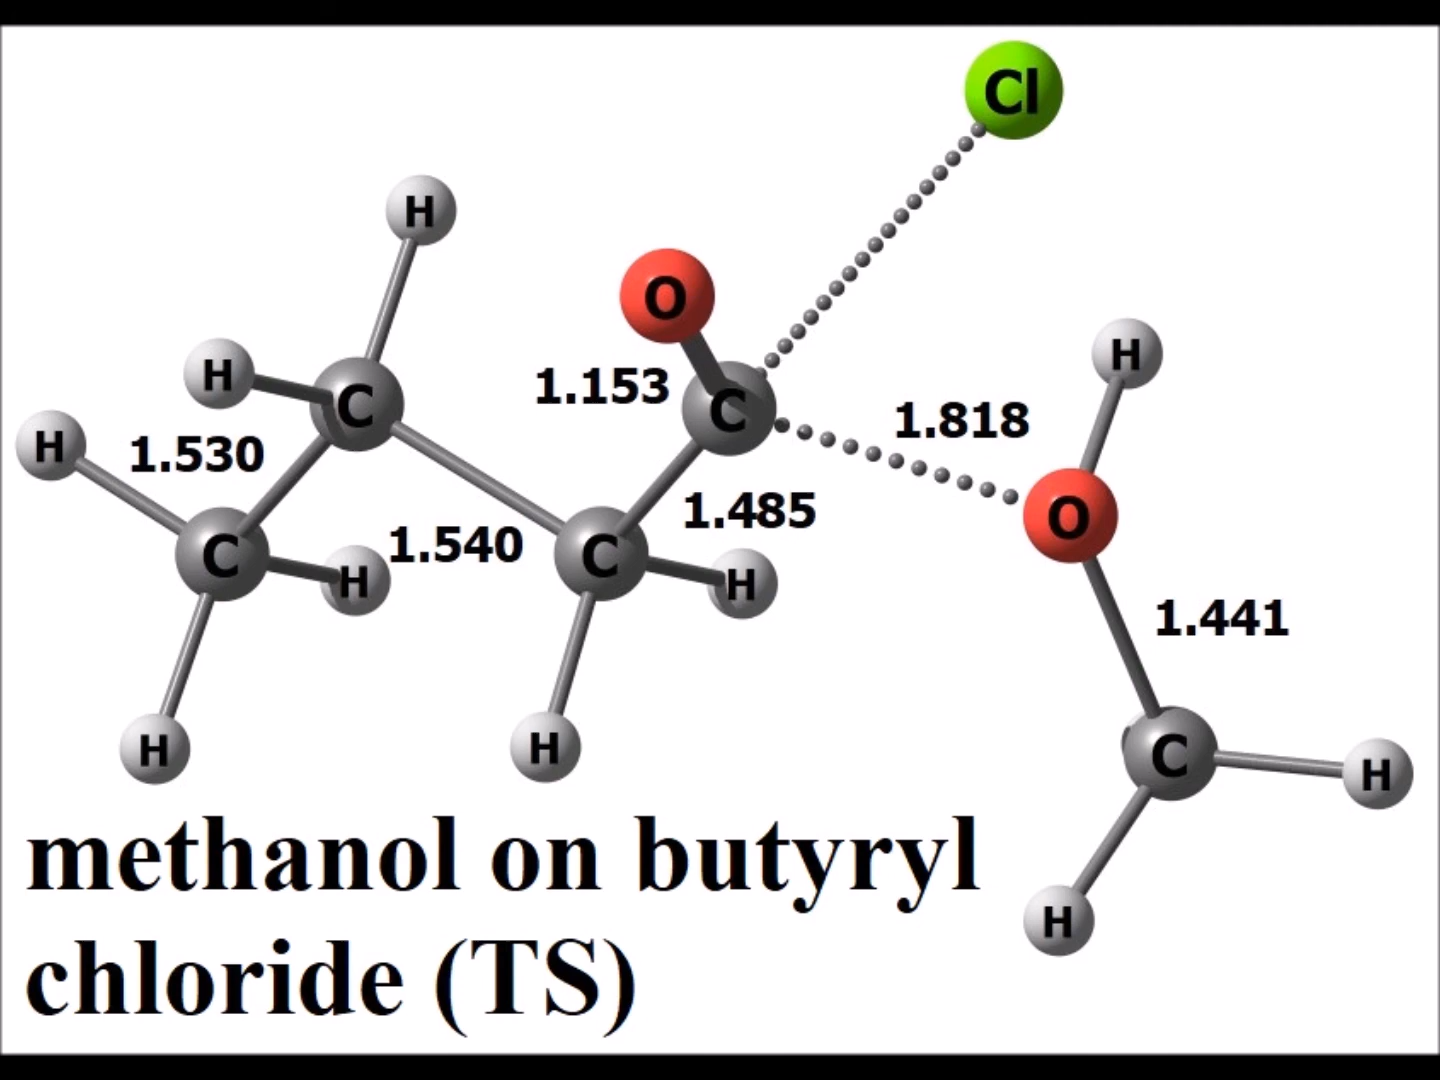 Cl
H
O
H
H
C
1.153
C
1.818
H
1.530
1.485
O
C
1.540
C
H
H
1.441
H
H
C
H
H
methanol on butyryl
chloride (TS)